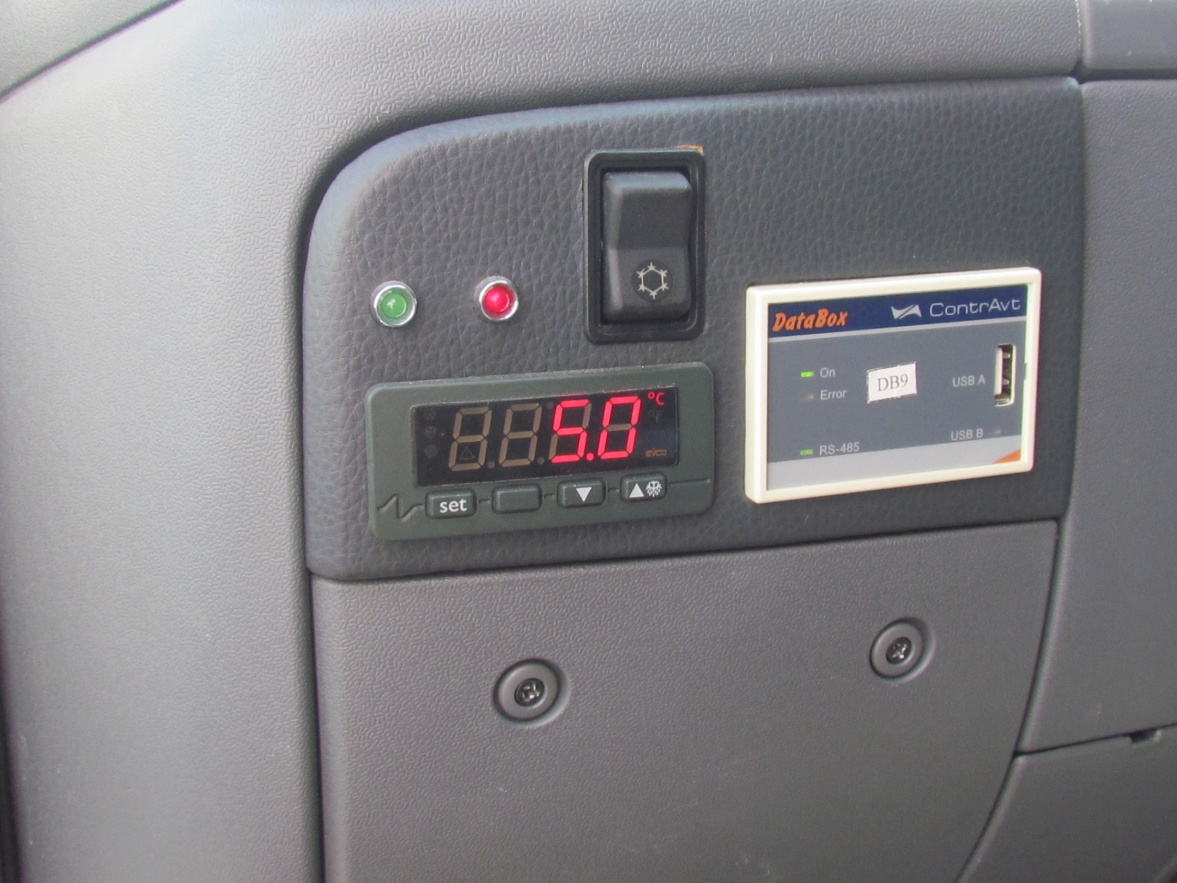 DataBox ContrAvt
On
Error
DB9
USB A
USB B
RS-485
5.0 °C
°F
EVCO
set